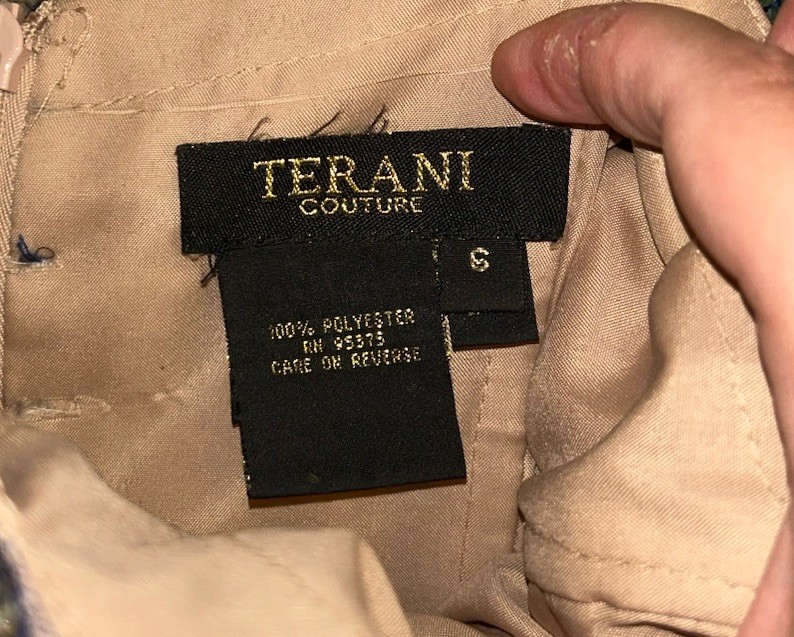 TERANI
COUTURE
6
100% POLYESTER
RN 95375
CARE ON REVERSE